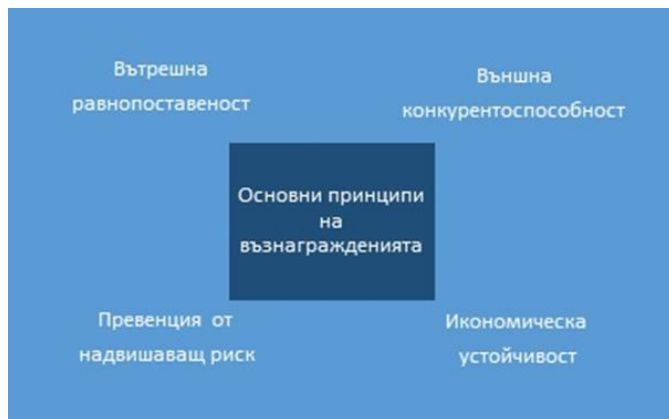 Вътрешна
равнопоставеност
Външна
конкурентоспособност
Основни принципи
на
възнагражденията
Превенция от
надвишаващ риск
Икономическа
устойчивост